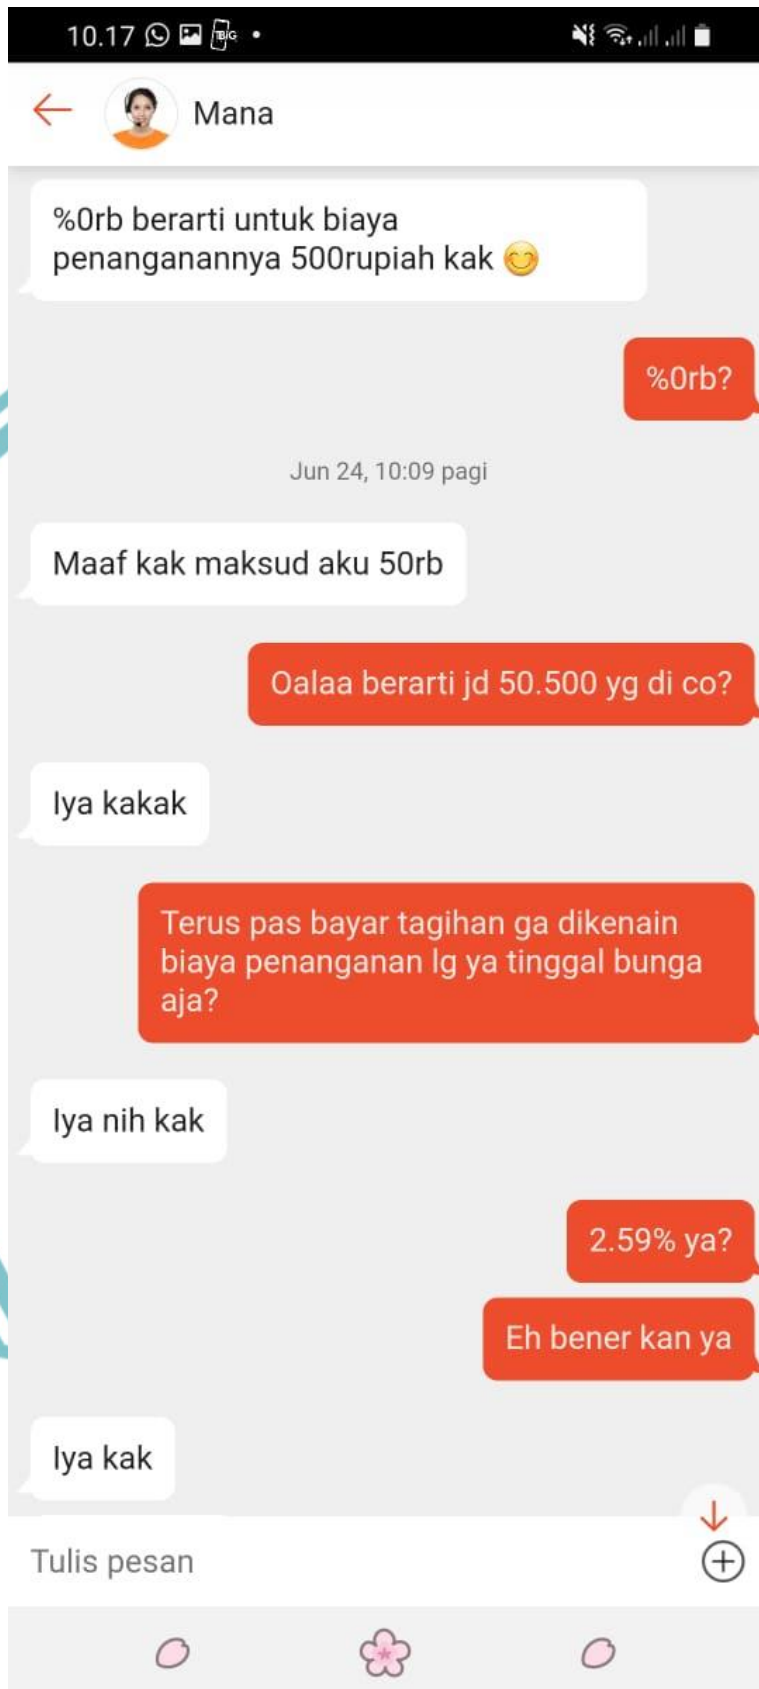 10.17
Mana
%0rb berarti untuk biaya
penanganannya 500rupiah kak 😊
%0rb?
Jun 24, 10:09 pagi
Maaf kak maksud aku 50rb
Oalaa berarti jd 50.500 yg di co?
Iya kakak
Terus pas bayar tagihan ga dikenain
biaya penanganan lg ya tinggal bunga
aja?
Iya nih kak
2.59% ya?
Eh bener kan ya
Iya kak
Tulis pesan